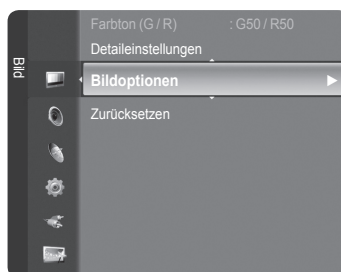 Bild
Farbton (G / R) : G50 / R50
Detaileinstellungen
Bildoptionen
Zurücksetzen